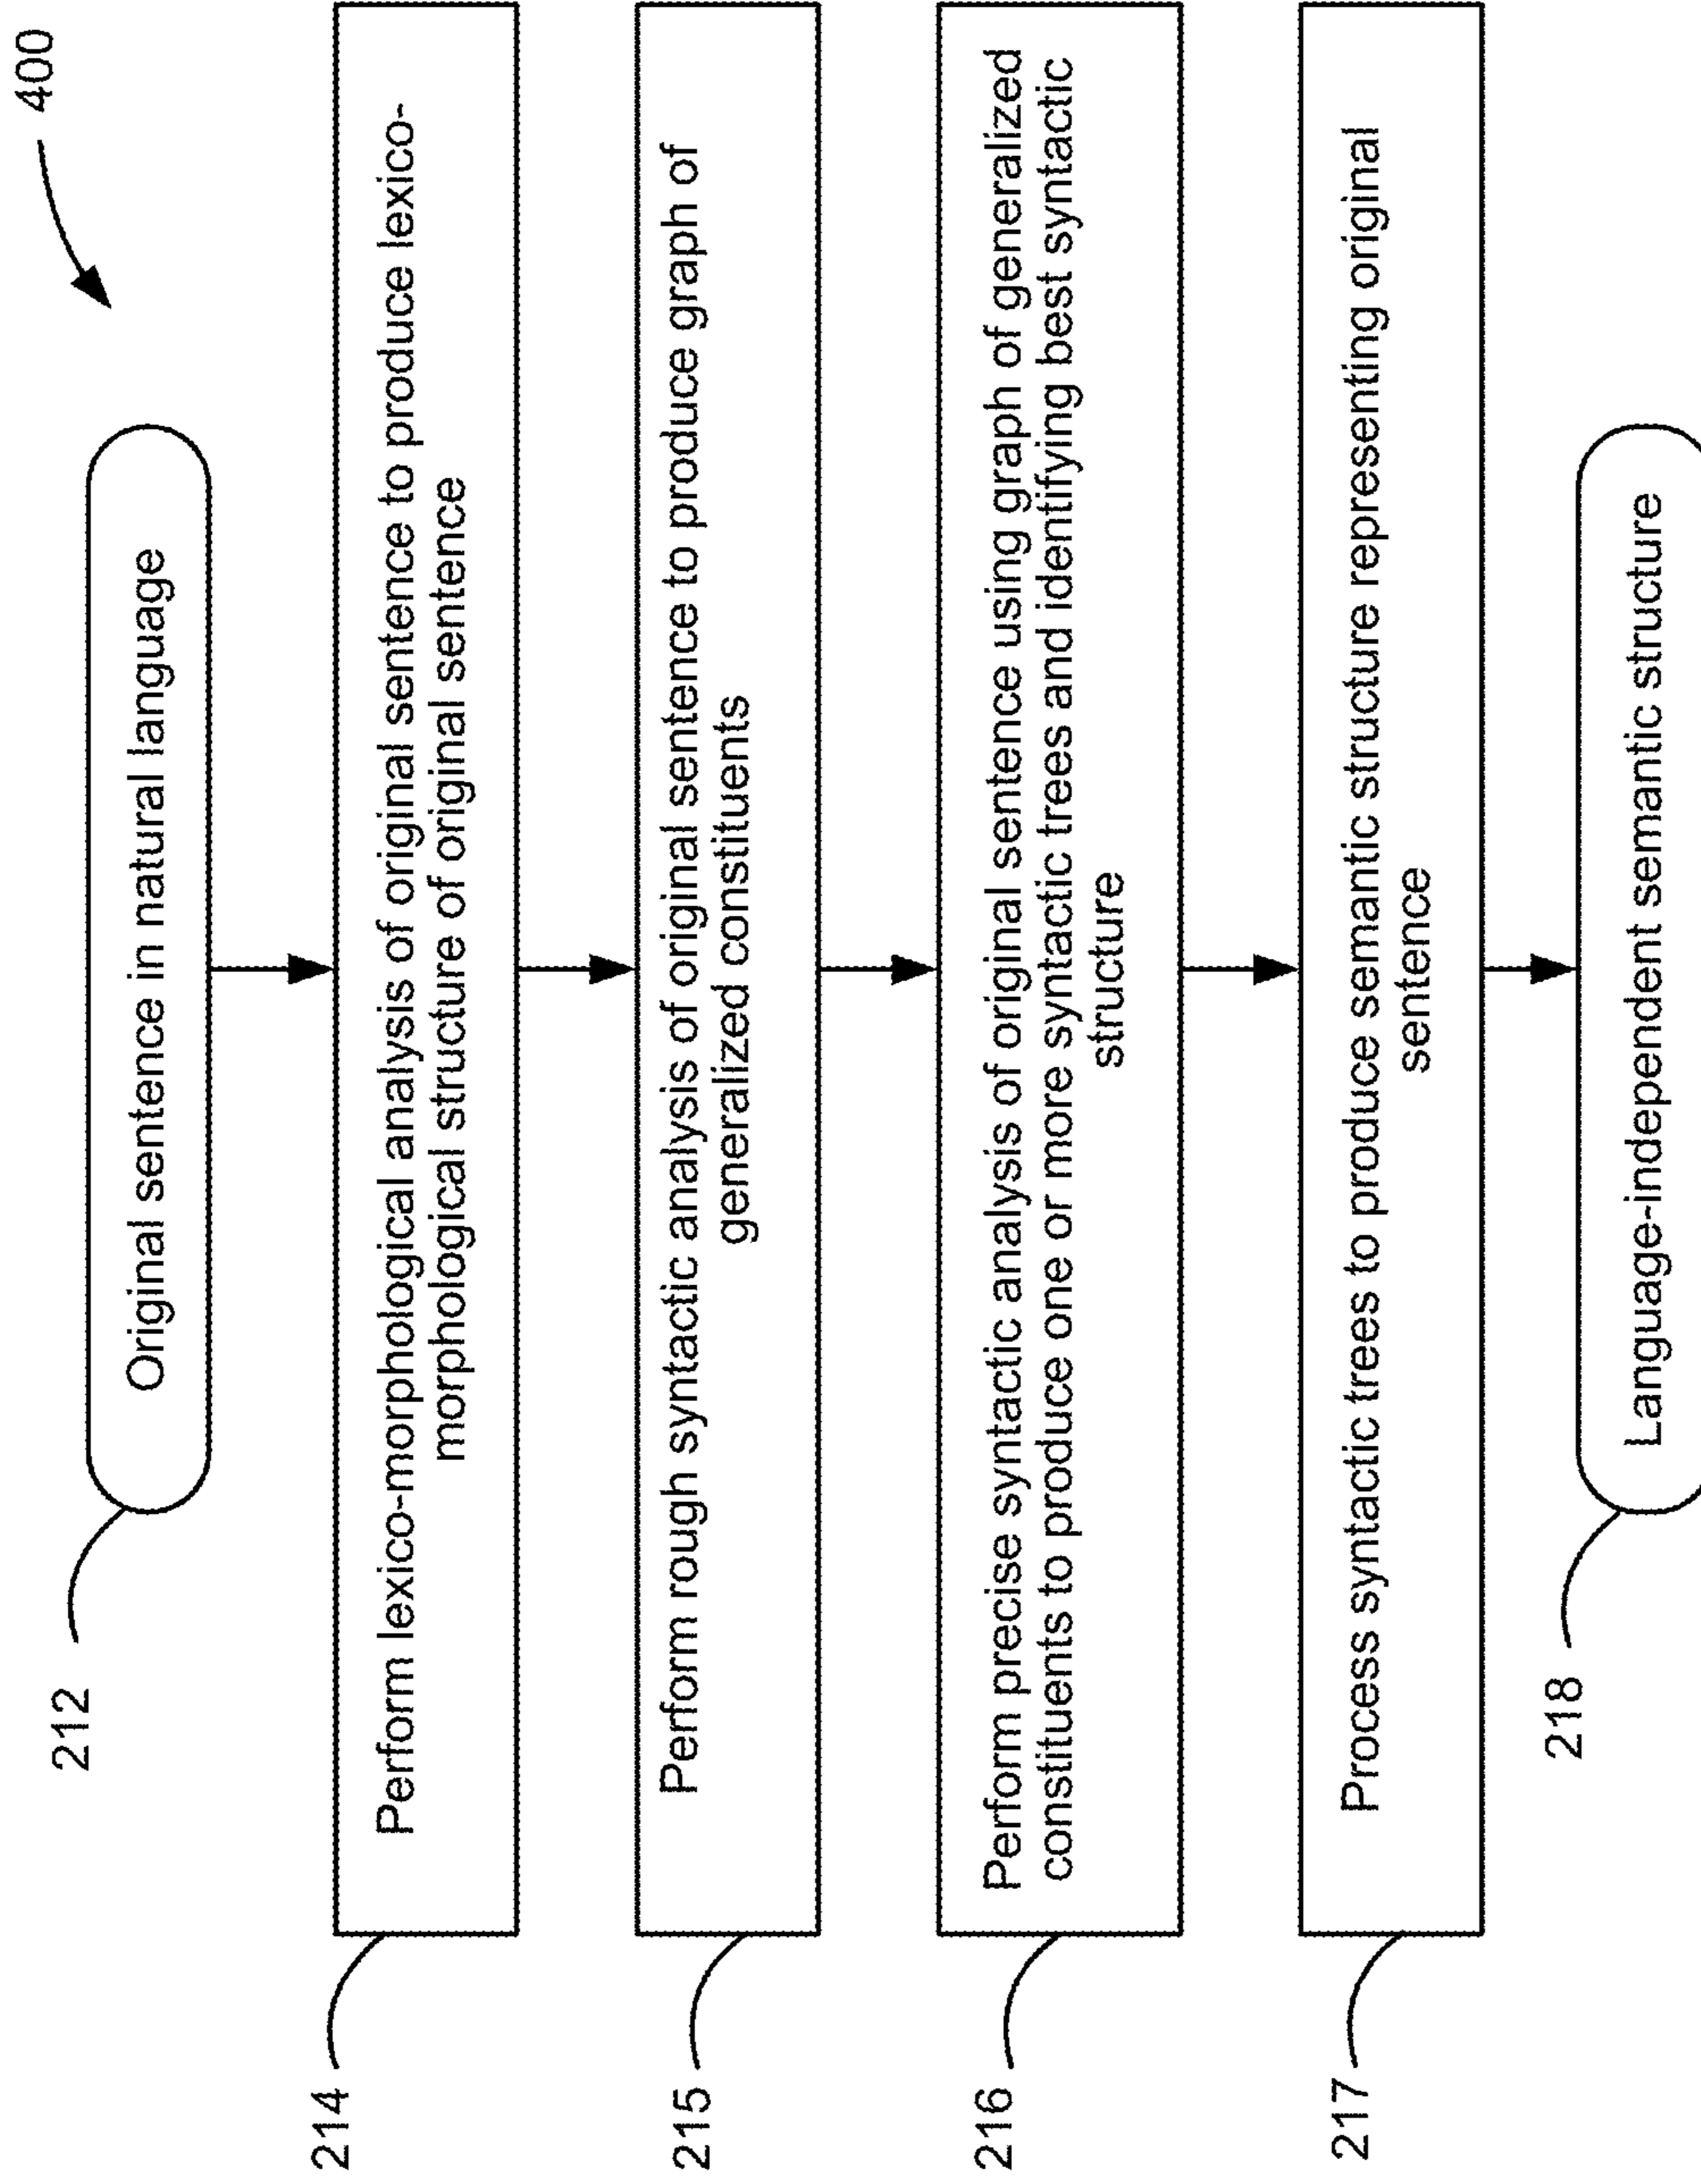 400
212
Original sentence in natural language
214
Perform lexico-morphological analysis of original sentence to produce lexico-
morphological structure of original sentence
215
Perform rough syntactic analysis of original sentence to produce graph of
generalized constituents
216
Perform precise syntactic analysis of original sentence using graph of generalized
constituents to produce one or more syntactic trees and identifying best syntactic
structure
217
Process syntactic trees to produce semantic structure representing original
sentence
218
Language-independent semantic structure